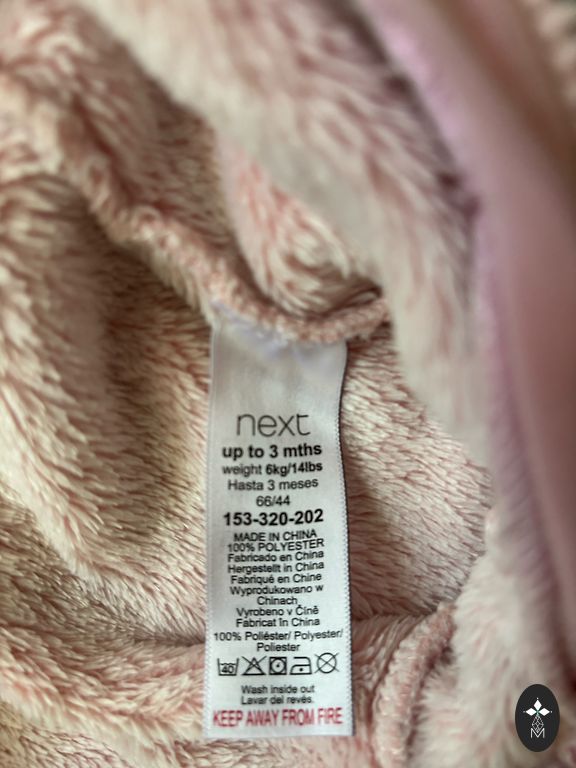 next
up to 3 mths
weight 6kg/14lbs
Hasta 3 meses
66/44
153-320-202
MADE IN CHINA
100% POLYESTER
Fabricado en China
Hergestellt in China
Fabriqué en Chine
Wyprodukowano w
Chinach
Vyrobeno v Číně
Fabricat în China
100% Poliéster/ Polyester/
Poliester
40
Wash inside out
Lavar del revés.
KEEP AWAY FROM FIRE
M